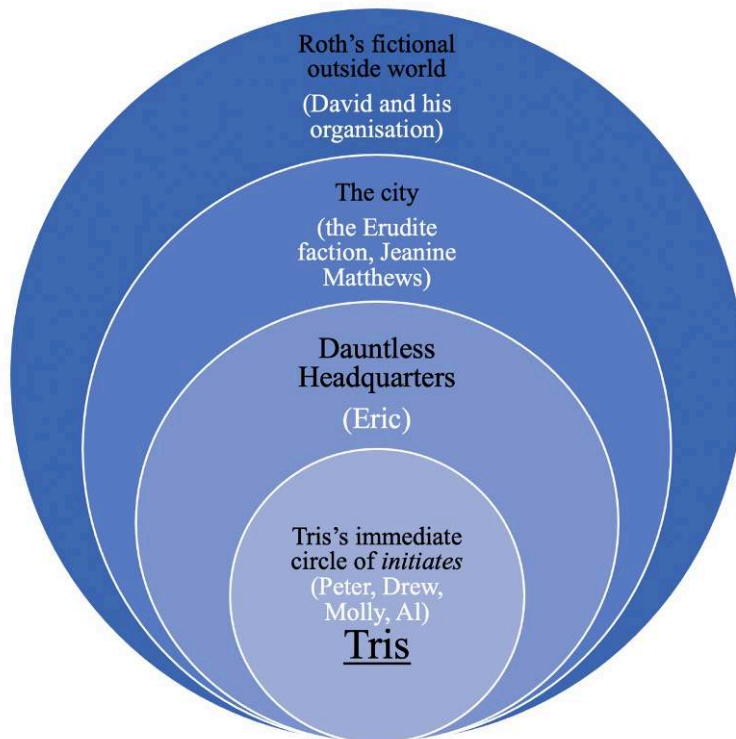 Roth's fictional
outside world
(David and his
organisation)
The city
(the Erudite
faction, Jeanine
Matthews)
Dauntless
Headquarters
(Eric)
Tris's immediate
circle of initiates
(Peter, Drew,
Molly, Al)
Tris